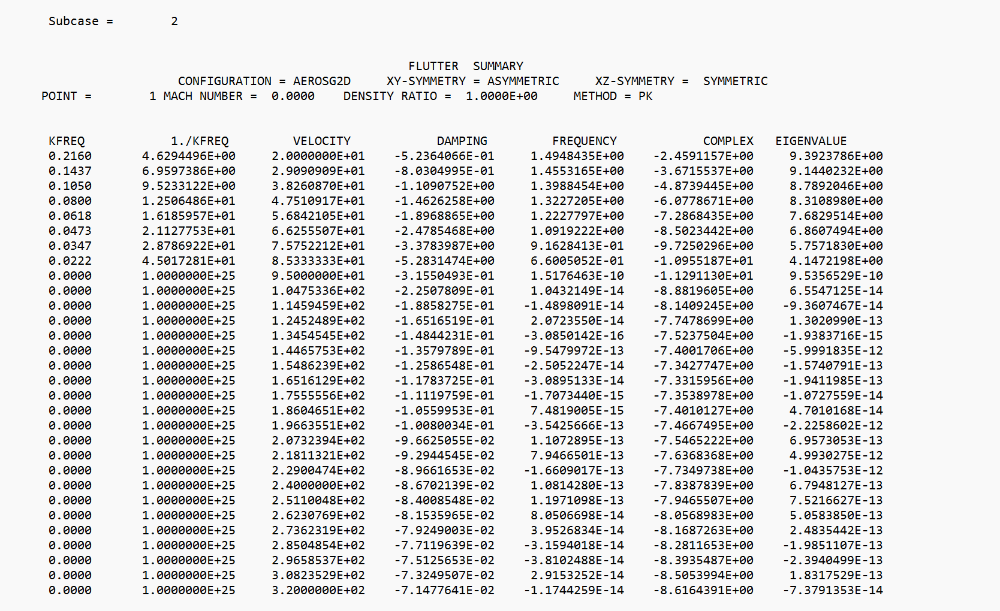 Subcase = 2
FLUTTER SUMMARY
CONFIGURATION = AEROSG2D XY-SYMMETRY = ASYMMETRIC XZ-SYMMETRY = SYMMETRIC
POINT = 1 MACH NUMBER = 0.0000 DENSITY RATIO = 1.0000E+00 METHOD = PK
KFREQ 1./KFREQ VELOCITY DAMPING FREQUENCY COMPLEX EIGENVALUE
0.2160 4.6294496E+00 2.0000000E+01 -5.2364066E-01 1.4948435E+00 -2.4591157E+00 9.3923786E+00
0.1437 6.9597386E+00 2.9090909E+01 -8.0304995E-01 1.4553165E+00 -3.6715537E+00 9.1440232E+00
0.1050 9.5233122E+00 3.8260870E+01 -1.1090752E+00 1.3988454E+00 -4.8739445E+00 8.7892046E+00
0.0800 1.2506486E+01 4.7510917E+01 -1.4626258E+00 1.3227205E+00 -6.0778671E+00 8.3108980E+00
0.0618 1.6185957E+01 5.6842105E+01 -1.8968865E+00 1.2227797E+00 -7.2868435E+00 7.6829514E+00
0.0473 2.1127753E+01 6.6255507E+01 -2.4785468E+00 1.0919222E+00 -8.5023442E+00 6.8607494E+00
0.0347 2.8786922E+01 7.5752212E+01 -3.3783987E+00 9.1628413E-01 -9.7250296E+00 5.7571830E+00
0.0222 4.5017281E+01 8.5333333E+01 -5.2831474E+00 6.6005052E-01 -1.0955187E+01 4.1472198E+00
0.0000 1.0000000E+25 9.5000000E+01 -3.1550493E-01 1.5176463E-10 -1.1291130E+01 9.5356529E-10
0.0000 1.0000000E+25 1.0475336E+02 -2.2507809E-01 1.0432149E-14 -8.8819605E+00 6.5547125E-14
0.0000 1.0000000E+25 1.1459459E+02 -1.8858275E-01 -1.4898091E-14 -8.1409245E+00 -9.3607467E-14
0.0000 1.0000000E+25 1.2452489E+02 -1.6516519E-01 2.0723550E-14 -7.7478699E+00 1.3020990E-13
0.0000 1.0000000E+25 1.3454545E+02 -1.4844231E-01 -3.0850142E-16 -7.5237504E+00 -1.9383716E-15
0.0000 1.0000000E+25 1.4465753E+02 -1.3579789E-01 -9.5479972E-13 -7.4001706E+00 -5.9991835E-12
0.0000 1.0000000E+25 1.5486239E+02 -1.2586548E-01 -2.5052247E-14 -7.3427747E+00 -1.5740791E-13
0.0000 1.0000000E+25 1.6516129E+02 -1.1783725E-01 -3.0895133E-14 -7.3315956E+00 -1.9411985E-13
0.0000 1.0000000E+25 1.7555556E+02 -1.1119759E-01 -1.7073440E-15 -7.3538978E+00 -1.0727559E-14
0.0000 1.0000000E+25 1.8604651E+02 -1.0559953E-01 7.4819005E-15 -7.4010127E+00 4.7010168E-14
0.0000 1.0000000E+25 1.9663551E+02 -1.0080034E-01 -3.5425666E-13 -7.4667495E+00 -2.2258602E-12
0.0000 1.0000000E+25 2.0732394E+02 -9.6625055E-02 1.1072895E-13 -7.5465222E+00 6.9573053E-13
0.0000 1.0000000E+25 2.1811321E+02 -9.2944545E-02 7.9466501E-13 -7.6368368E+00 4.9930275E-12
0.0000 1.0000000E+25 2.2900474E+02 -8.9661653E-02 -1.6609017E-13 -7.7349738E+00 -1.0435753E-12
0.0000 1.0000000E+25 2.4000000E+02 -8.6702139E-02 1.0814280E-13 -7.8387839E+00 6.7948127E-13
0.0000 1.0000000E+25 2.5110048E+02 -8.4008548E-02 1.1971098E-13 -7.9465507E+00 7.5216627E-13
0.0000 1.0000000E+25 2.6230769E+02 -8.1535965E-02 8.0506698E-14 -8.0568983E+00 5.0583850E-13
0.0000 1.0000000E+25 2.7362319E+02 -7.9249003E-02 3.9526834E-14 -8.1687263E+00 2.4835442E-13
0.0000 1.0000000E+25 2.8504854E+02 -7.7119639E-02 -3.1594018E-14 -8.2811653E+00 -1.9851107E-13
0.0000 1.0000000E+25 2.9658537E+02 -7.5125653E-02 -3.8102488E-14 -8.3935487E+00 -2.3940499E-13
0.0000 1.0000000E+25 3.0823529E+02 -7.3249507E-02 2.9153252E-14 -8.5053994E+00 1.8317529E-13
0.0000 1.0000000E+25 3.2000000E+02 -7.1477641E-02 -1.1744259E-14 -8.6164391E+00 -7.3791353E-14